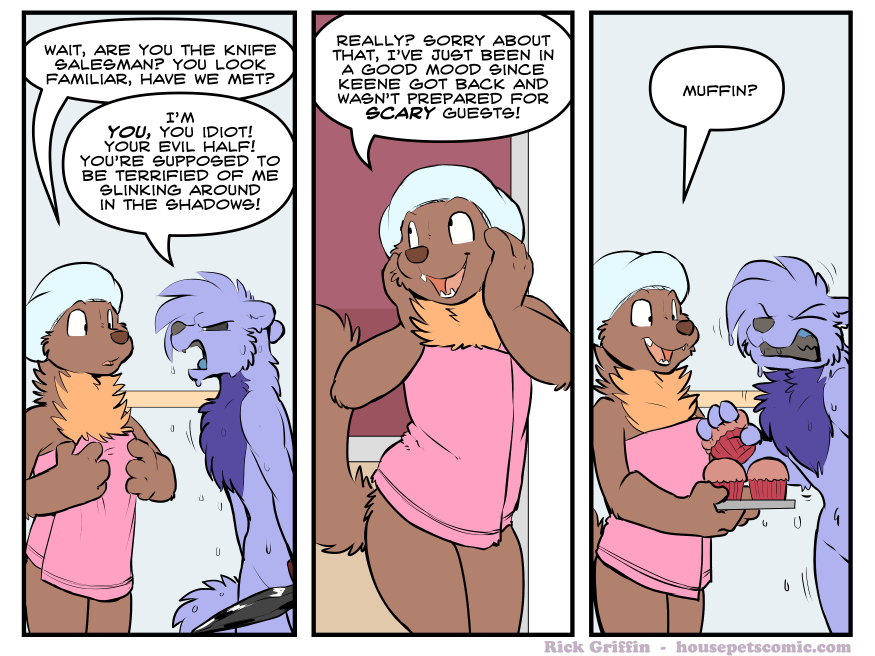 WAIT, ARE YOU THE KNIFE
SALESMAN? YOU LOOK
FAMILIAR, HAVE WE MET?
I'M
YOU, YOU IDIOT!
YOUR EVIL HALF!
YOU'RE SUPPOSED TO
BE TERRIFIED OF ME
SLINKING AROUND
IN THE SHADOWS!
REALLY? SORRY ABOUT
THAT, I'VE JUST BEEN IN
A GOOD MOOD SINCE
KEENE GOT BACK AND
WASN'T PREPARED FOR
SCARY GUESTS!
MUFFIN?
Rick Griffin - housepetscomic.com